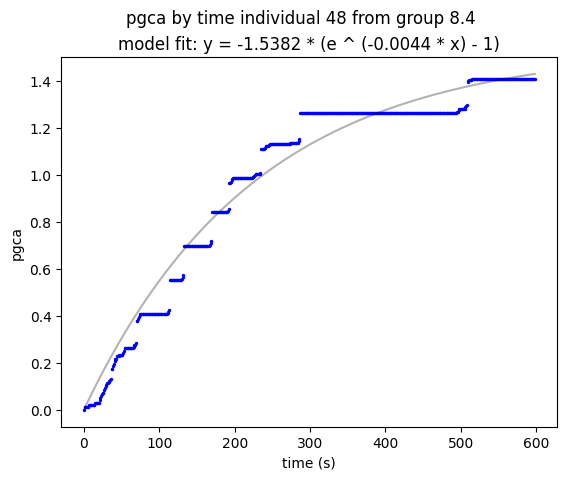 pgca by time individual 48 from group 8.4
model fit: y = -1.5382 * (e ^ (-0.0044 * x) - 1)
pgca
1.4
1.2
1.0
0.8
0.6
0.4
0.2
0.0
0 100 200 300 400 500 600
time (s)